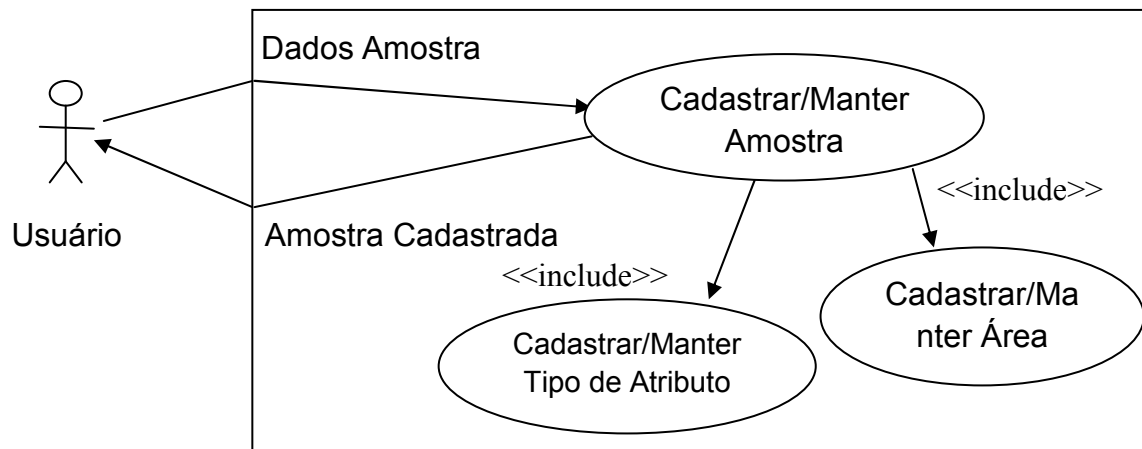 Dados Amostra
Cadastrar/Manter
Amostra
<<include>>
Usuário
Amostra Cadastrada
<<include>>
Cadastrar/Ma
nter Área
Cadastrar/Manter
Tipo de Atributo